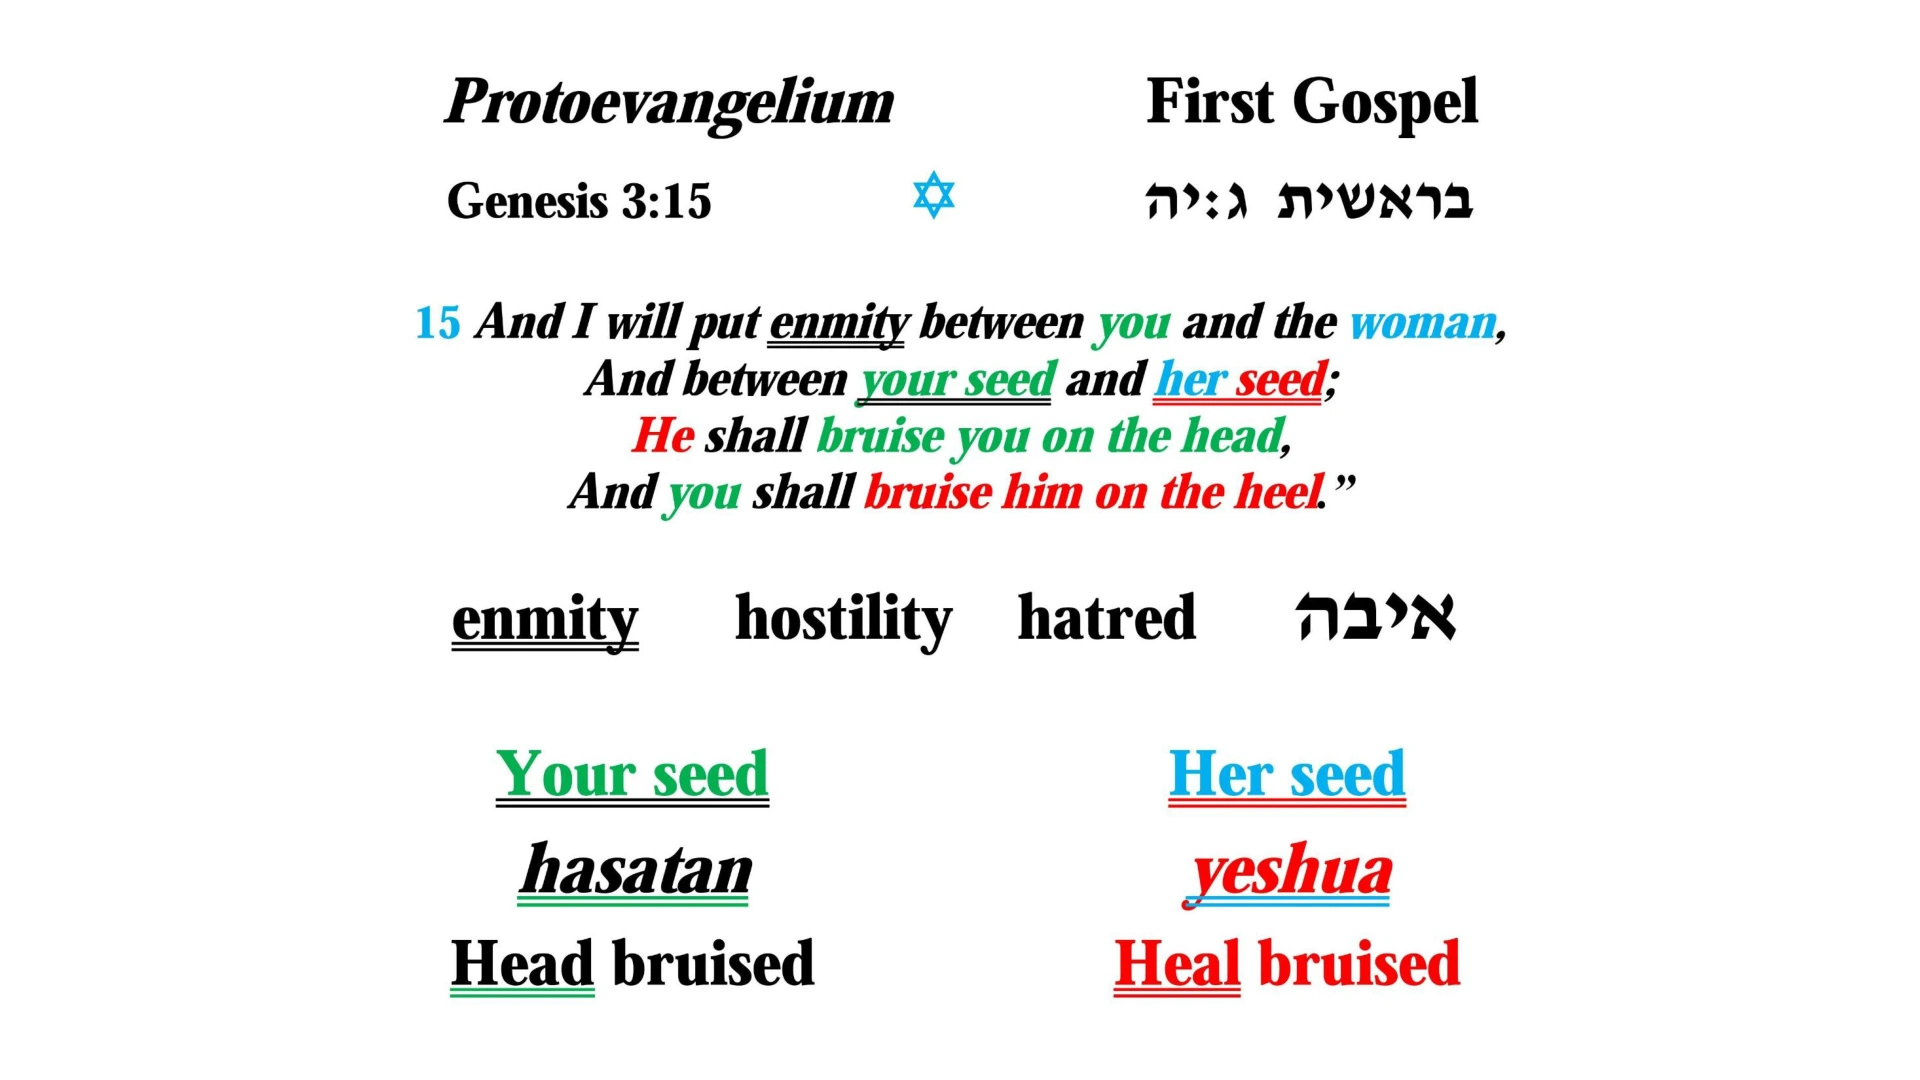 Protoevangelium First Gospel
Genesis 3:15 ✡ בראשית ג:יה
15 And I will put enmity between you and the woman,
And between your seed and her seed;
He shall bruise you on the head,
And you shall bruise him on the heel.”
enmity hostility hatred איבה
Your seed Her seed
hasatan yeshua
Head bruised Heal bruised